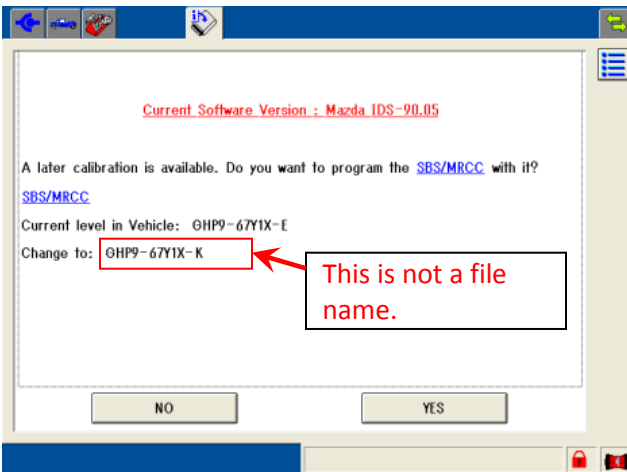 Current Software Version : Mazda IDS-90.05
A later calibration is available. Do you want to program the SBS/MRCC with it?
SBS/MRCC
Current level in Vehicle: GHP9-67Y1X-E
Change to: GHP9-67Y1X-K
This is not a file
name.
NO
YES